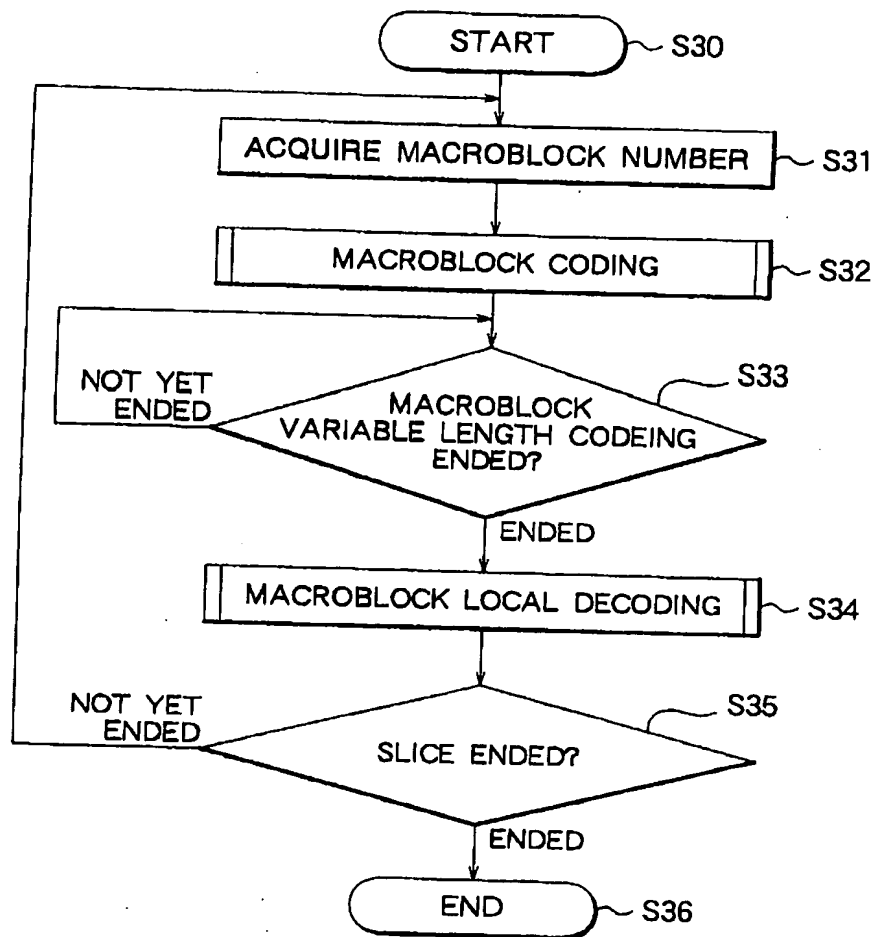 START
S30
ACQUIRE MACROBLOCK NUMBER
S31
MACROBLOCK CODING
S32
NOT YET
ENDED
S33
MACROBLOCK
VARIABLE LENGTH CODEING
ENDED?
ENDED
MACROBLOCK LOCAL DECODING
S34
NOT YET
ENDED
S35
SLICE ENDED?
ENDED
END
S36